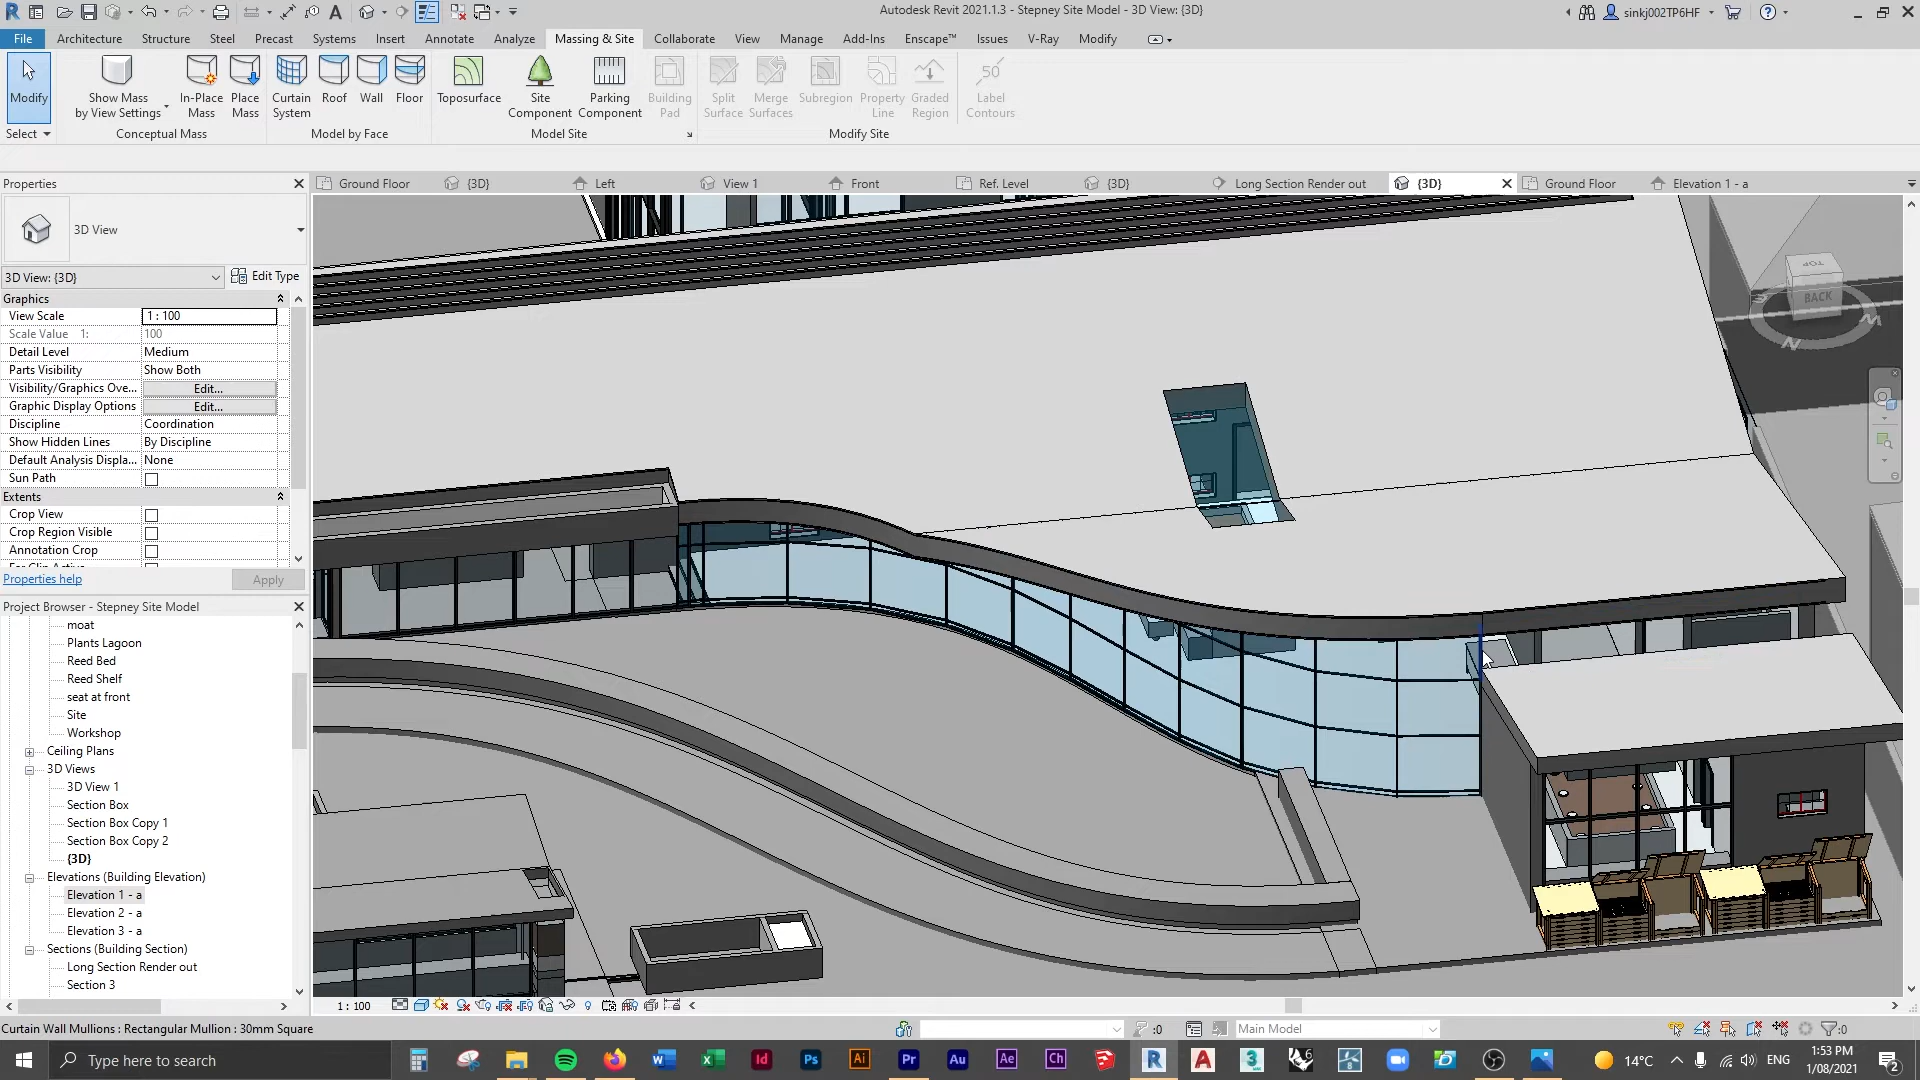 Autodesk Revit 2021.1.3 - Stepney Site Model - 3D View: {3D}
sinkj002TP6HF
File Architecture Structure Steel Precast Systems Insert Annotate Analyze Massing & Site Collaborate View Manage Add-Ins Enscape™ Issues V-Ray Modify
Modify
Show Mass by View Settings
In-Place Mass
Place Mass
Curtain System
Roof
Wall
Floor
Toposurface
Site Component
Parking Component
Building Pad
Split Surface
Merge Surfaces
Subregion
Property Line
Graded Region
Label Contours
50
Select Conceptual Mass Model by Face Model Site Modify Site
Properties
Ground Floor {3D} Left View 1 Front Ref. Level {3D} Long Section Render out {3D} Ground Floor Elevation 1 - a
3D View
3D View: {3D} Edit Type
Graphics
View Scale 1 : 100
Scale Value 1: 100
Detail Level Medium
Parts Visibility Show Both
Visibility/Graphics Ove... Edit...
Graphic Display Options Edit...
Discipline Coordination
Show Hidden Lines By Discipline
Default Analysis Displa... None
Sun Path
Extents
Crop View
Crop Region Visible
Annotation Crop
Properties help Apply
Project Browser - Stepney Site Model
moat
Plants Lagoon
Reed Bed
Reed Shelf
seat at front
Site
Workshop
Ceiling Plans
3D Views
3D View 1
Section Box
Section Box Copy 1
Section Box Copy 2
{3D}
Elevations (Building Elevation)
Elevation 1 - a
Elevation 2 - a
Elevation 3 - a
Sections (Building Section)
Long Section Render out
Section 3
TOP
BACK
N
1 : 100
Curtain Wall Mullions : Rectangular Mullion : 30mm Square
:0
Main Model
:0
Type here to search
14°C
ENG
1:53 PM
1/08/2021
2